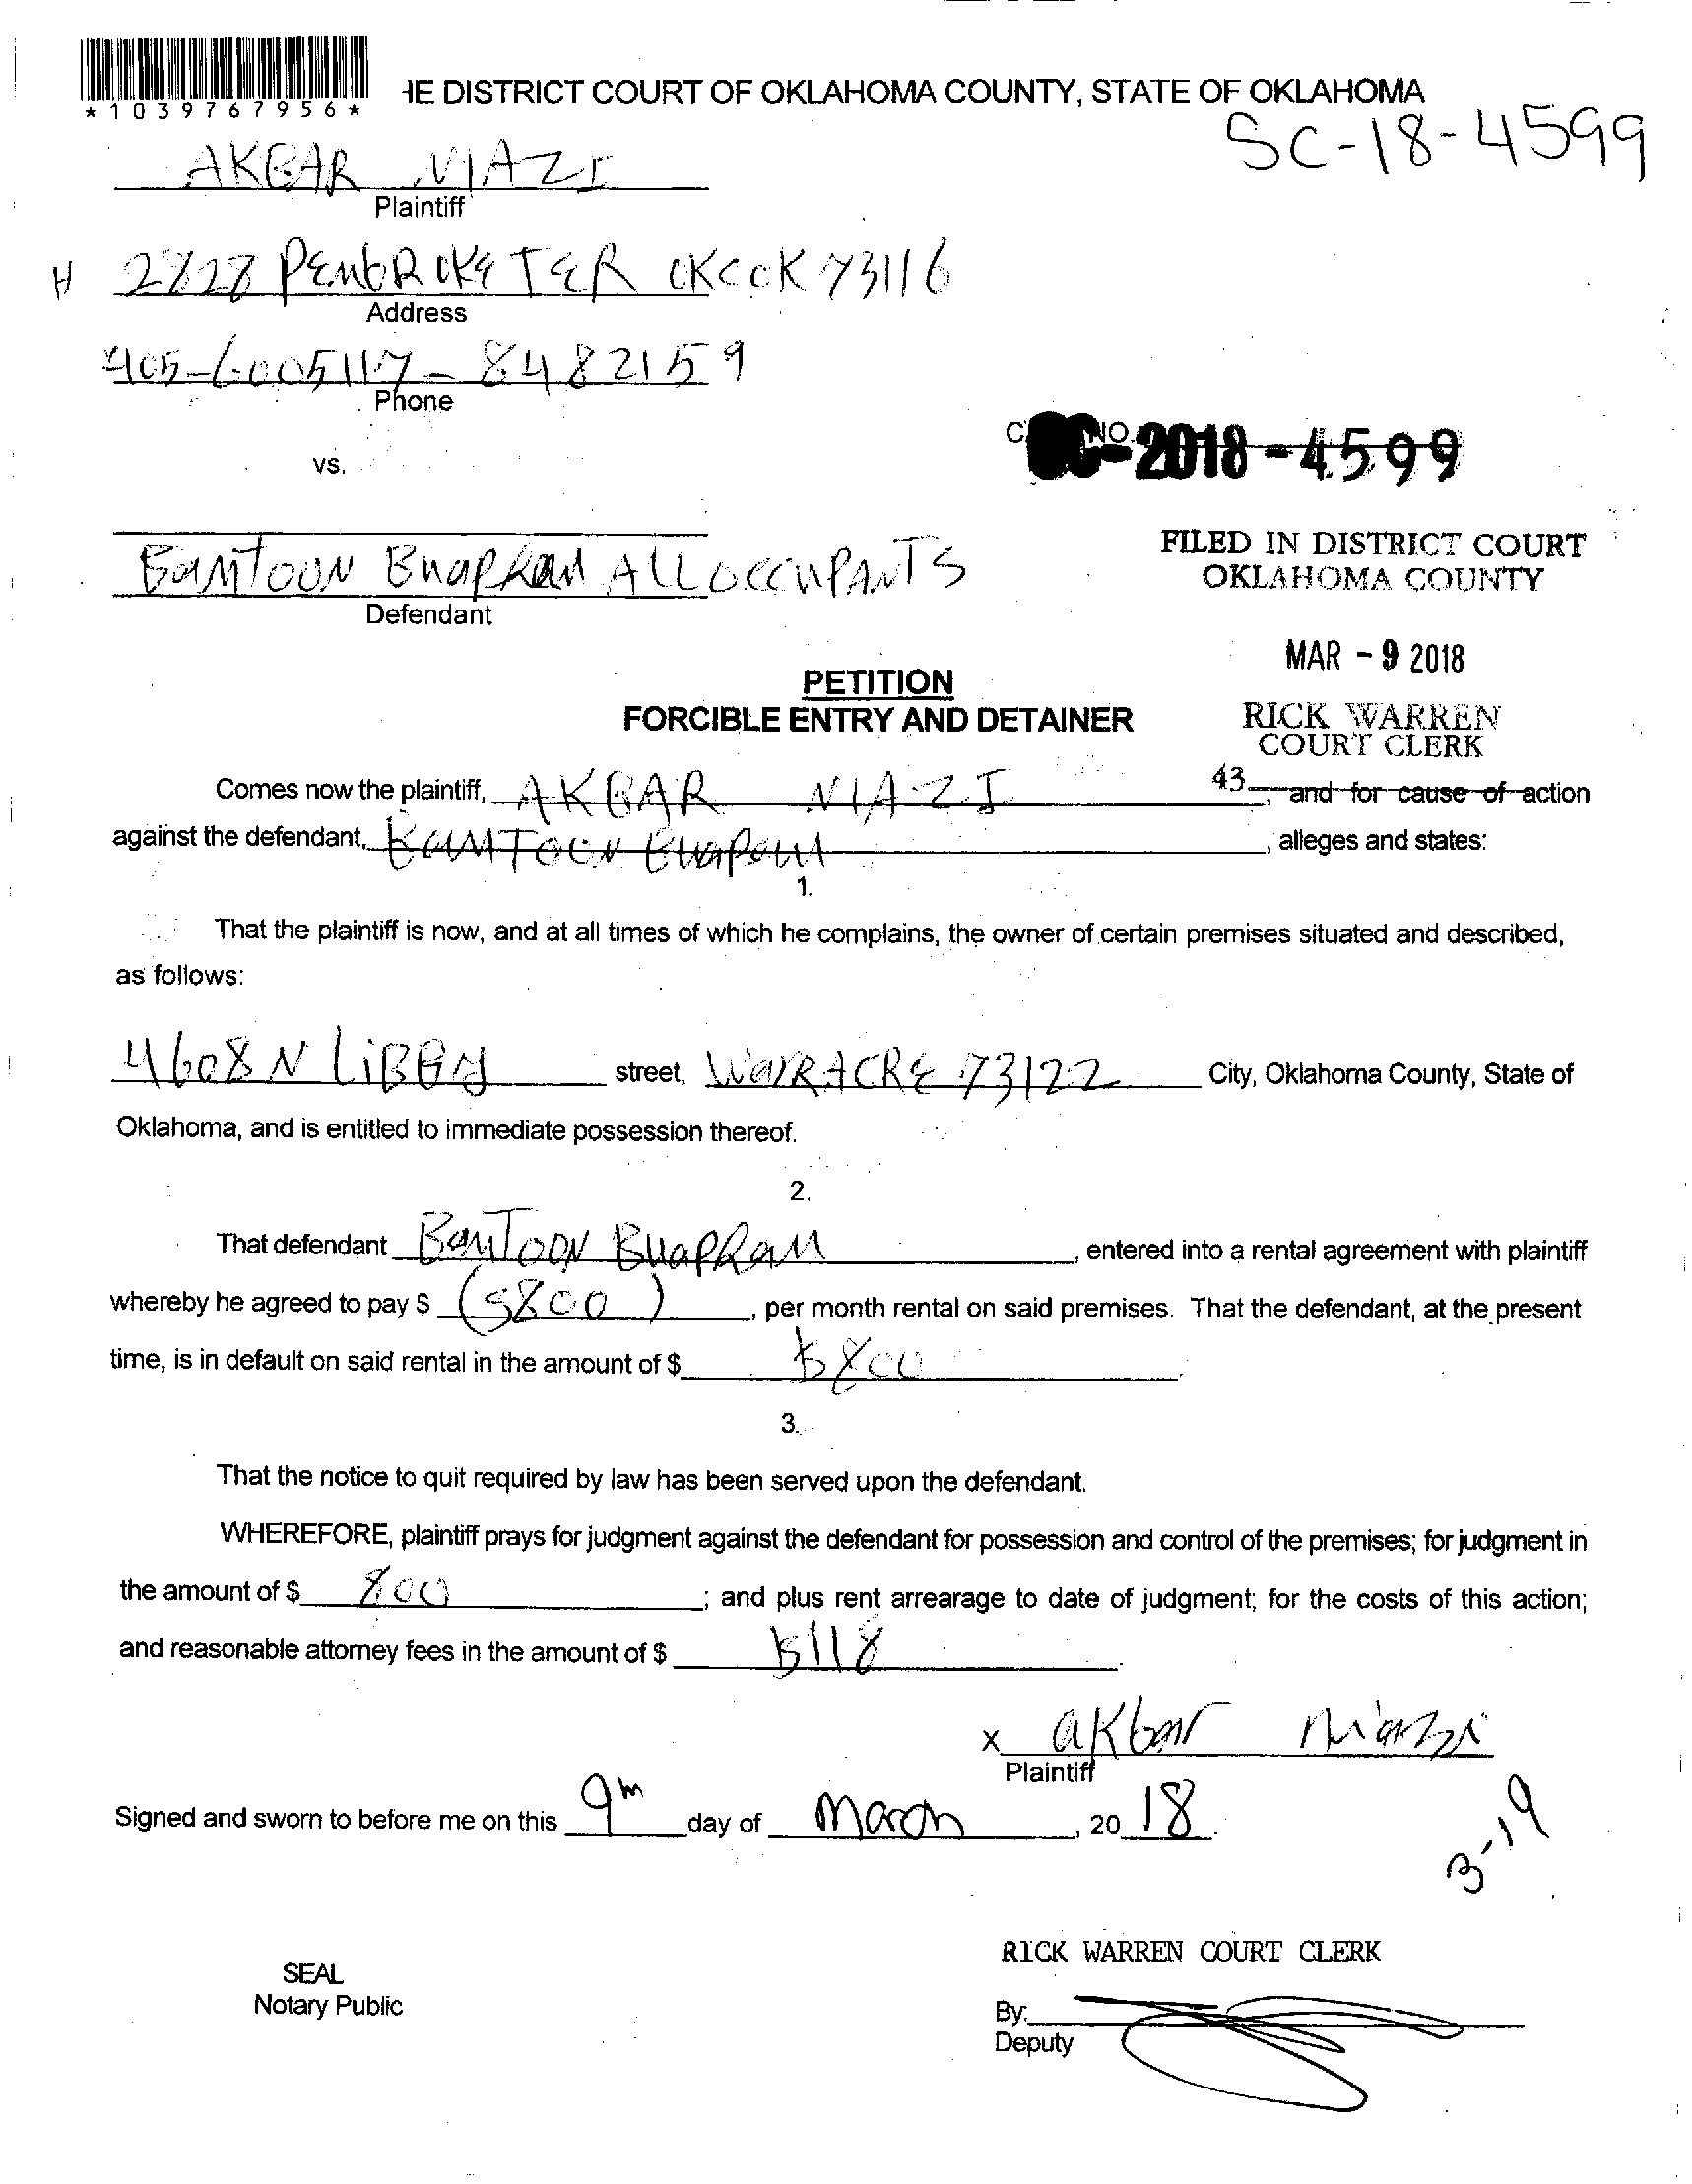 *1039767956*
IE DISTRICT COURT OF OKLAHOMA COUNTY, STATE OF OKLAHOMA
SC-18-4599
AKBAR NIAZI
Plaintiff
2828 PEMBROKE TER OKCOK 73116
Address
405-6005117-8482159
Phone
NO. 2018-4599
vs.
FILED IN DISTRICT COURT
OKLAHOMA COUNTY
BamTOON Buaphan ALL OCCUPANTS
Defendant
MAR - 9 2018
PETITION
FORCIBLE ENTRY AND DETAINER
RICK WARREN
COURT CLERK
43
Comes now the plaintiff, AKBAR NIAZI, and for cause of action
against the defendant, BamTOON, alleges and states:
1.
That the plaintiff is now, and at all times of which he complains, the owner of certain premises situated and described,
as follows:
4608 N LiBBY street, WarRACRE 73122 City, Oklahoma County, State of
Oklahoma, and is entitled to immediate possession thereof.
2.
That defendant BamTOON Buaphan, entered into a rental agreement with plaintiff
whereby he agreed to pay $ ($800), per month rental on said premises. That the defendant, at the present
time, is in default on said rental in the amount of $ $800.
3.
That the notice to quit required by law has been served upon the defendant.
WHEREFORE, plaintiff prays for judgment against the defendant for possession and control of the premises; for judgment in
the amount of $ 800; and plus rent arrearage to date of judgment; for the costs of this action;
and reasonable attorney fees in the amount of $ $118.
x akbar niazi
Plaintiff
Signed and sworn to before me on this 9th day of March, 2018.
3-19
RICK WARREN COURT CLERK
SEAL
Notary Public
By:
Deputy